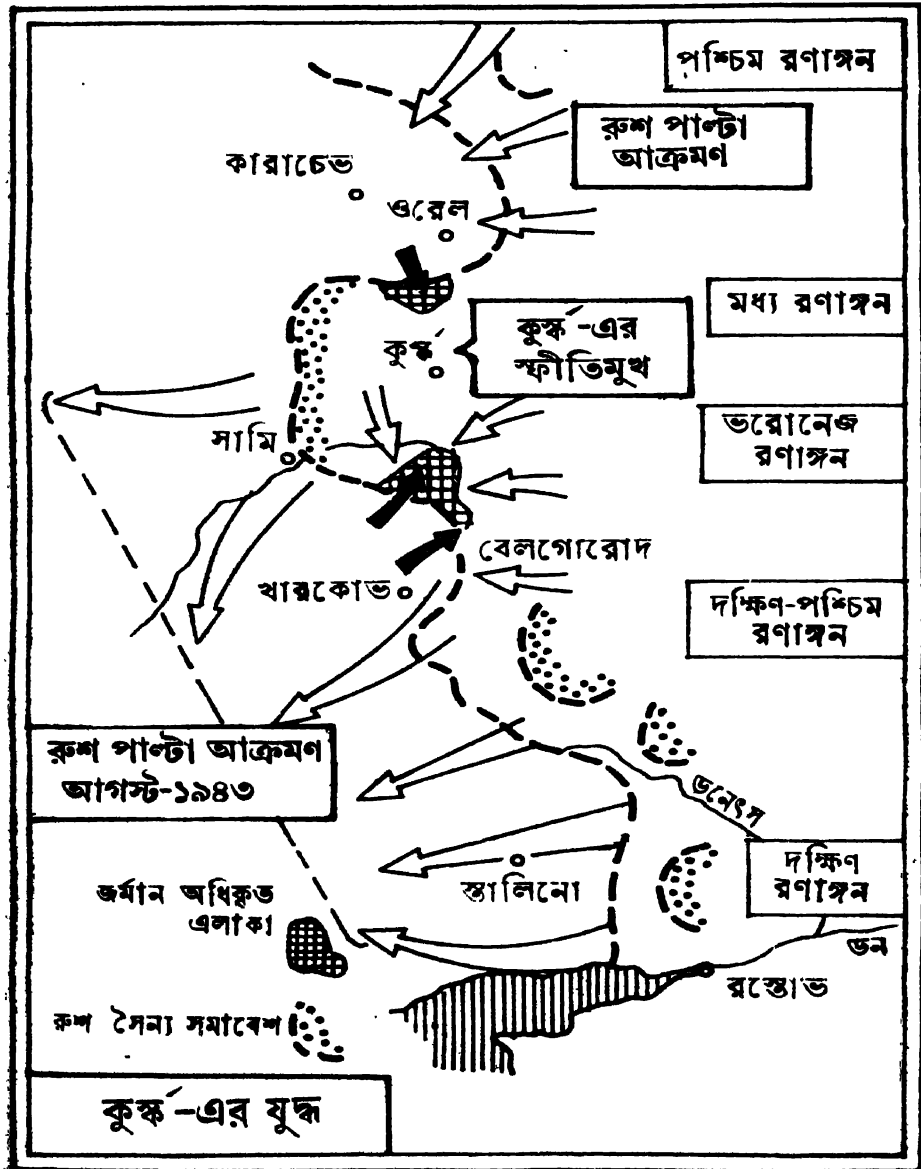 পশ্চিম রণাঙ্গন
রুশ পাল্টা
আক্রমণ
কারাচেভ
ওরেল
মধ্য রণাঙ্গন
কুর্স্ক
কুর্স্ক-এর
স্ফীতিমুখ
ভরোনেজ
রণাঙ্গন
সামি
বেলগোরোদ
খারকোভ
দক্ষিণ-পশ্চিম
রণাঙ্গন
রুশ পাল্টা আক্রমণ
আগস্ট-১৯৪৩
ডনেৎস
দক্ষিণ
রণাঙ্গন
স্তালিনো
জর্মান অধিকৃত
এলাকা
ডন
রস্তোভ
রুশ সৈন্য সমাবেশ
কুর্স্ক-এর যুদ্ধ